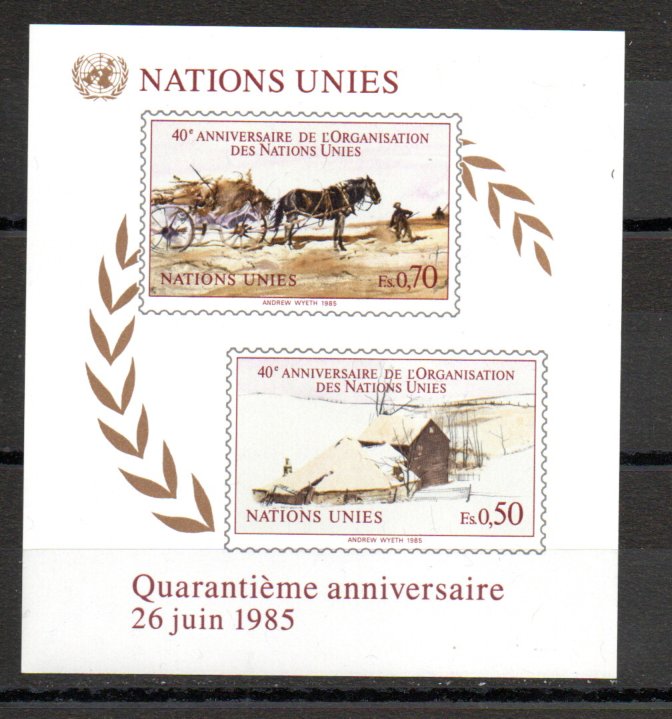 NATIONS UNIES
40e ANNIVERSAIRE DE L'ORGANISATION
DES NATIONS UNIES
NATIONS UNIES
F.s.0,70
ANDREW WYETH 1985
40e ANNIVERSAIRE DE L'ORGANISATION
DES NATIONS UNIES
NATIONS UNIES
F.s.0,50
ANDREW WYETH 1985
Quarantième anniversaire
26 juin 1985